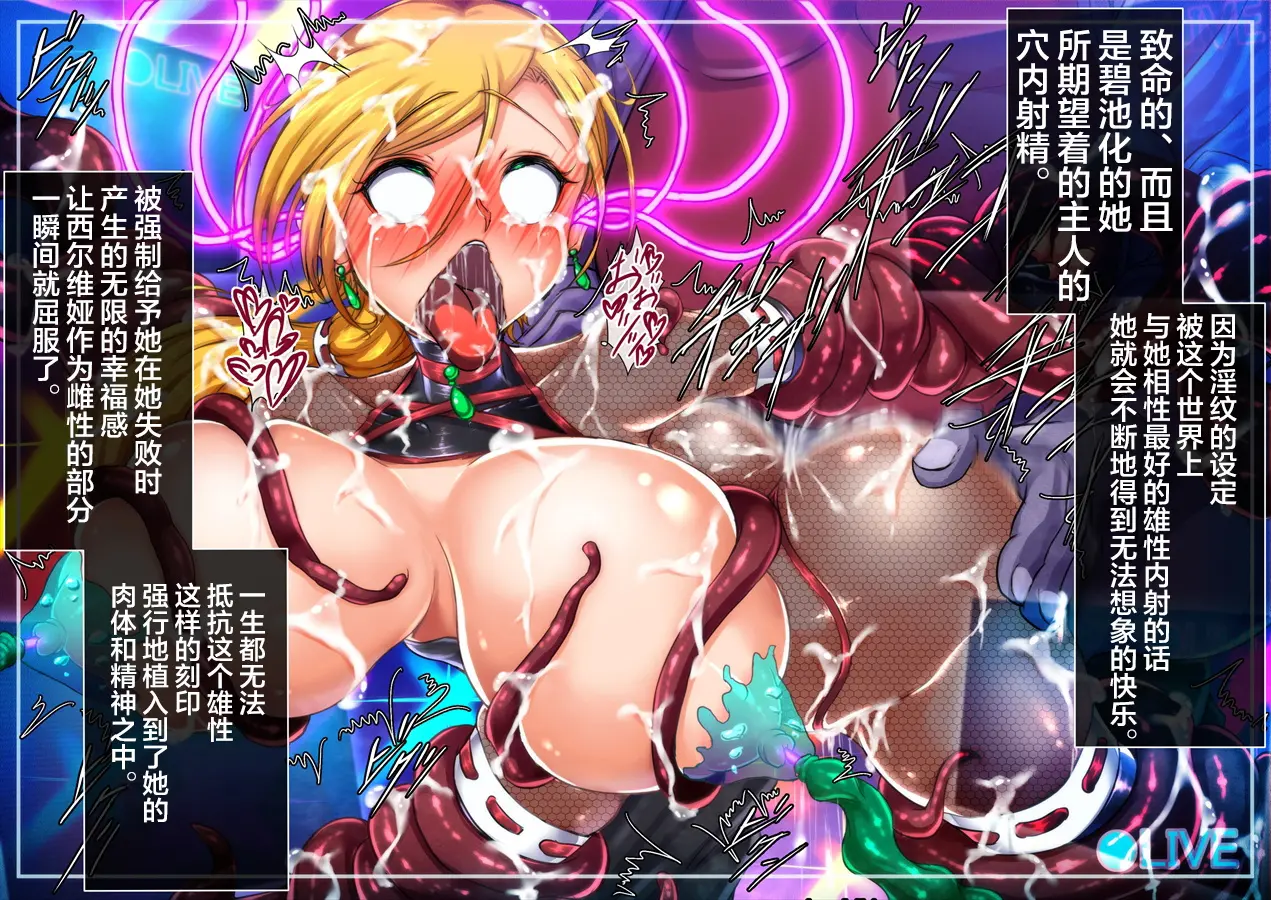 致命的、而且
是碧池化的她
所期望着的主人的
穴内射精。
因为淫纹的设定
被这个世界上
与她相性最好的雄性内射的话
她就会不断地得到无法想象的快乐。
被强制给予她在她失败时
产生的无限的幸福感
让西尔维娅作为雌性的部分
一瞬间就屈服了。
一生都无法
抵抗这个雄性
这样的刻印
强行地植入到了她的
肉体和精神之中。
LIVE
LIVE